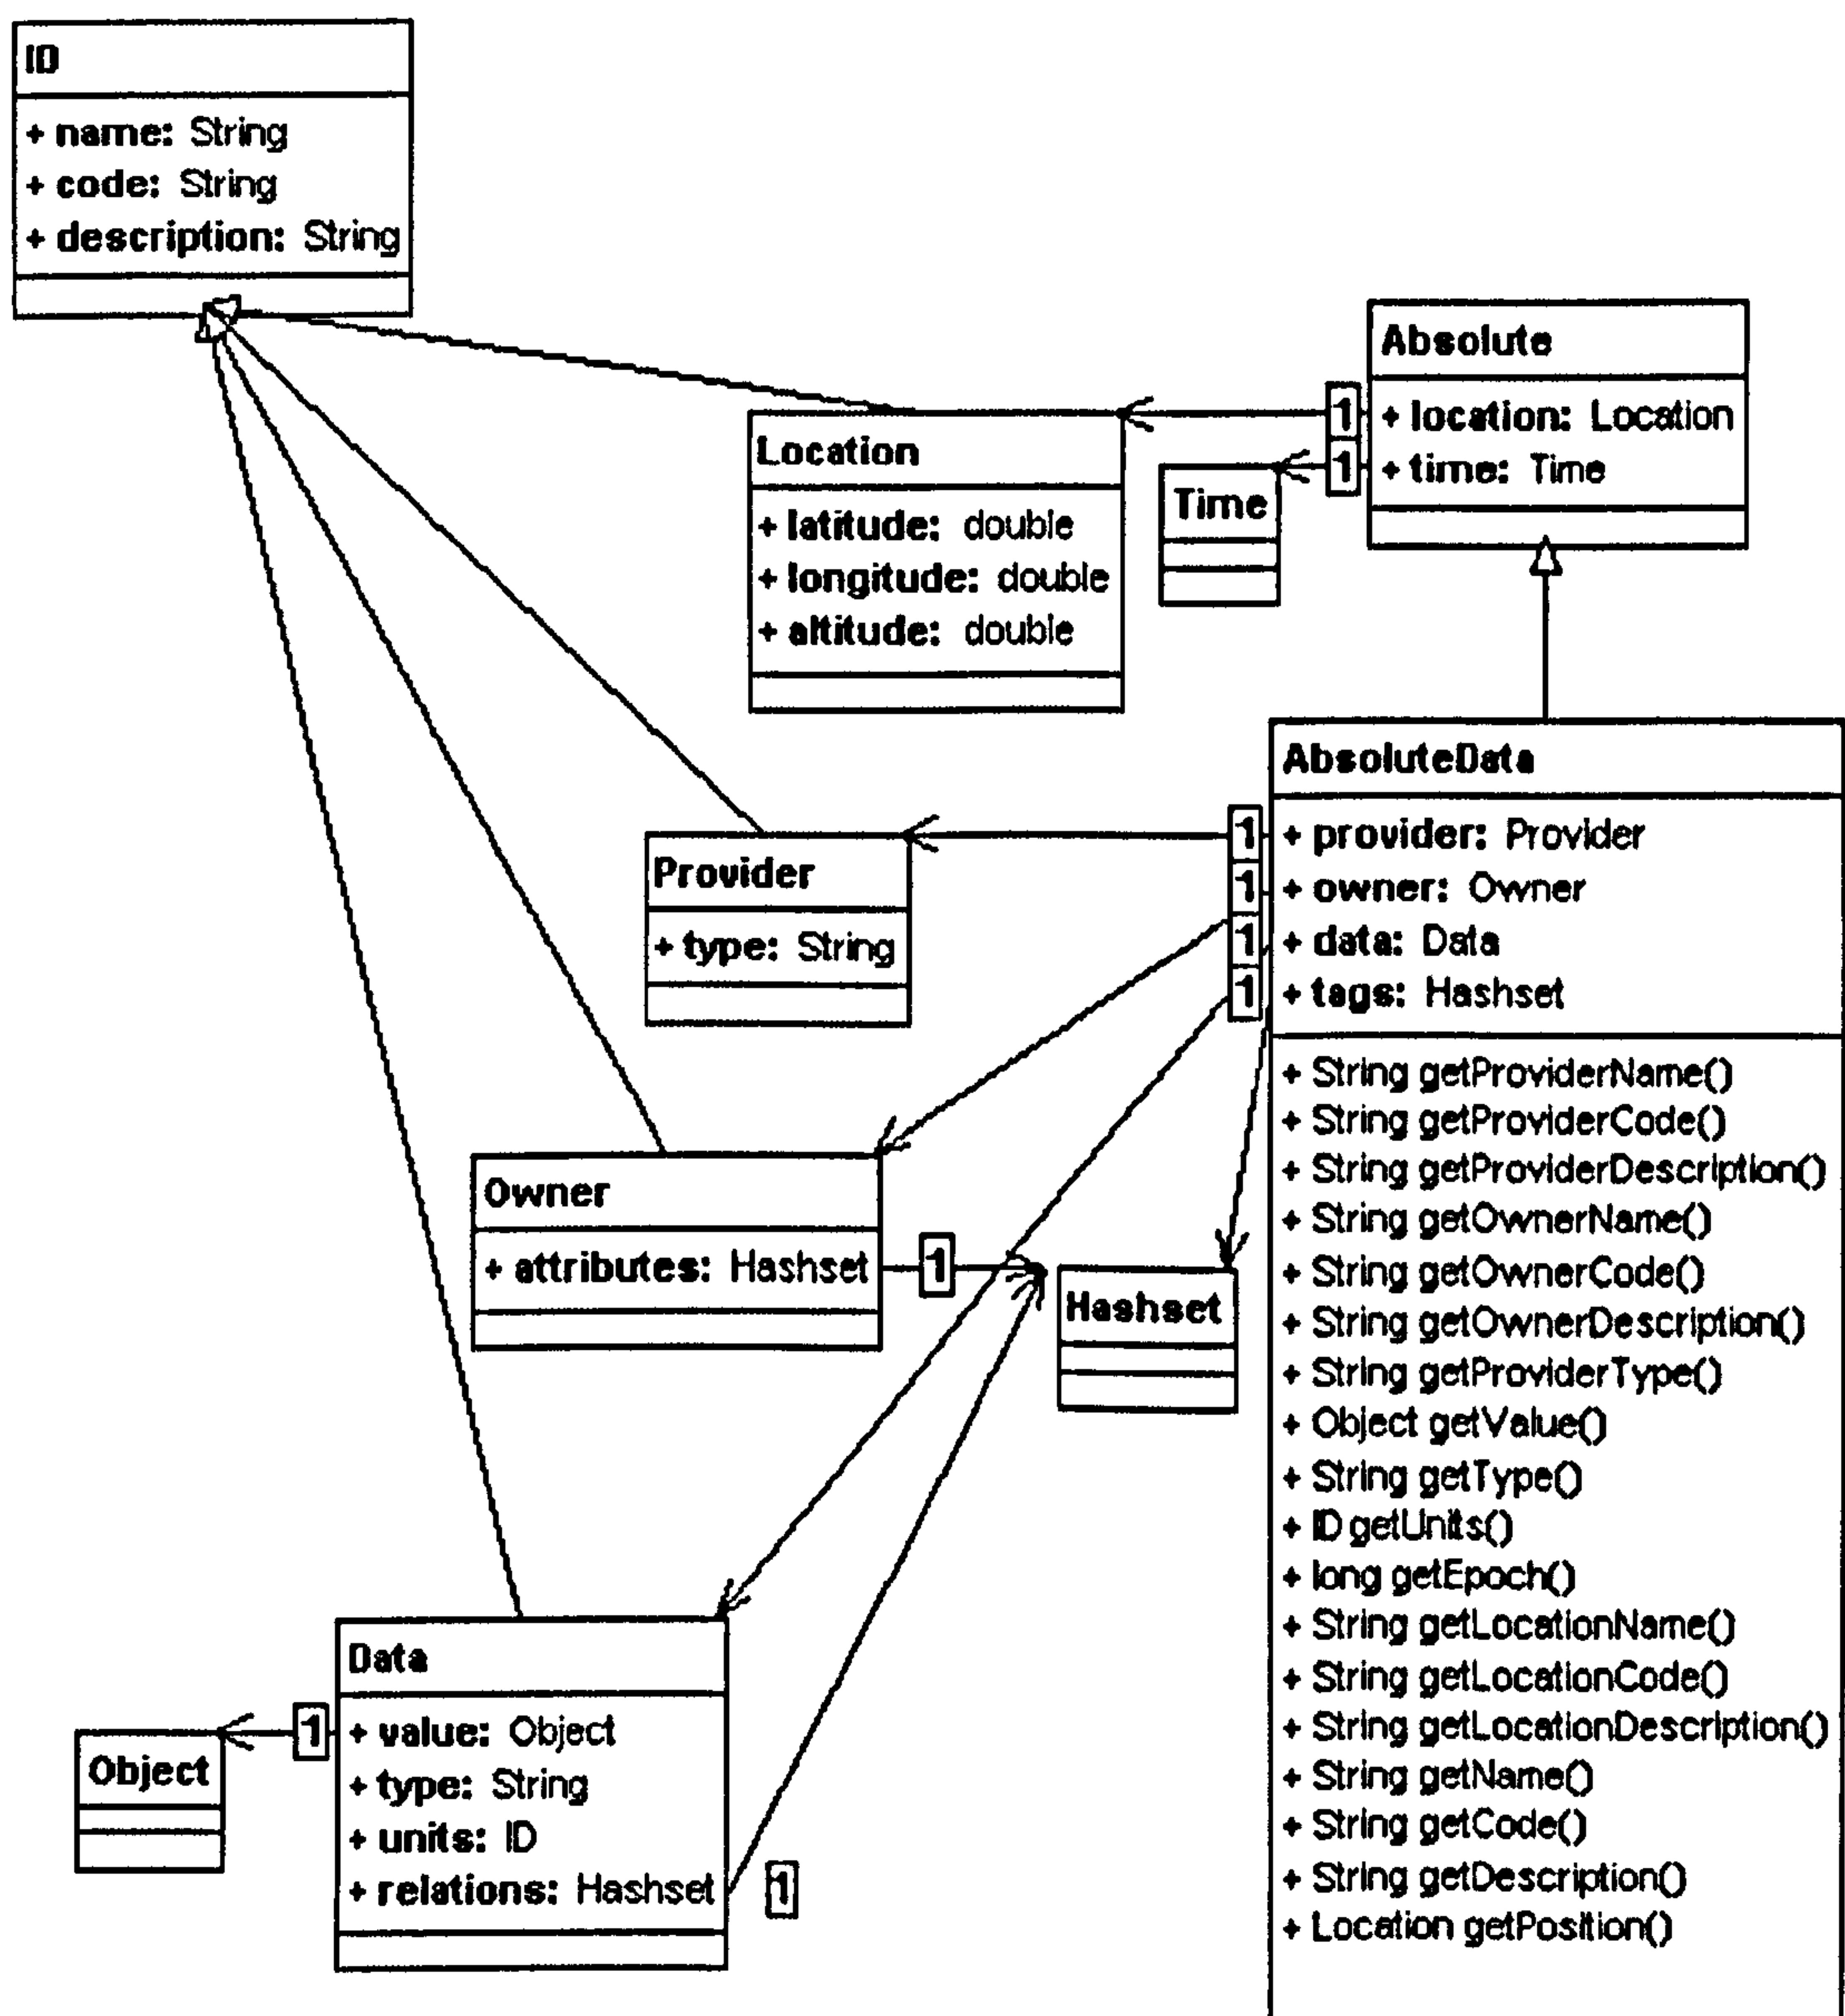 ID
+ name: String
+ code: String
+ description: String
Absolute
+ location: Location
+ time: Time
1
1
Location
+ latitude: double
+ longitude: double
+ altitude: double
Time
AbsoluteData
+ provider: Provider
+ owner: Owner
+ data: Data
+ tags: Hashset
1
1
1
1
+ String getProviderName()
+ String getProviderCode()
+ String getProviderDescription()
+ String getOwnerName()
+ String getOwnerCode()
+ String getOwnerDescription()
+ String getProviderType()
+ Object getValue()
+ String getType()
+ ID getUnits()
+ long getEpoch()
+ String getLocationName()
+ String getLocationCode()
+ String getLocationDescription()
+ String getName()
+ String getCode()
+ String getDescription()
+ Location getPosition()
Provider
+ type: String
Owner
+ attributes: Hashset
1
Hashset
Data
+ value: Object
+ type: String
+ units: ID
+ relations: Hashset
1
1
Object